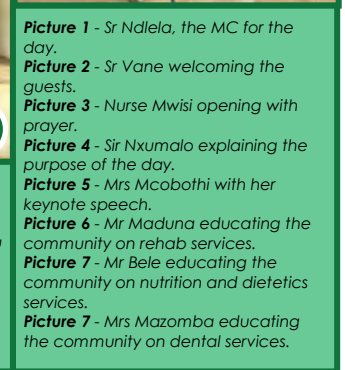 Picture 1 - Sr Ndlela, the MC for the
day.
Picture 2 - Sr Vane welcoming the
guests.
Picture 3 - Nurse Mwisi opening with
prayer.
Picture 4 - Sir Nxumalo explaining the
purpose of the day.
Picture 5 - Mrs Mcobothi with her
keynote speech.
Picture 6 - Mr Maduna educating the
community on rehab services.
Picture 7 - Mr Bele educating the
community on nutrition and dietetics
services.
Picture 7 - Mrs Mazomba educating
the community on dental services.